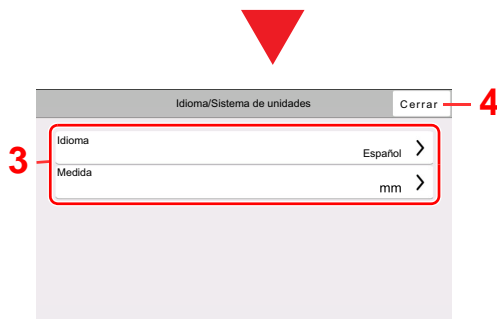 Idioma/Sistema de unidades
Cerrar
4
3
Idioma
Español
Medida
mm